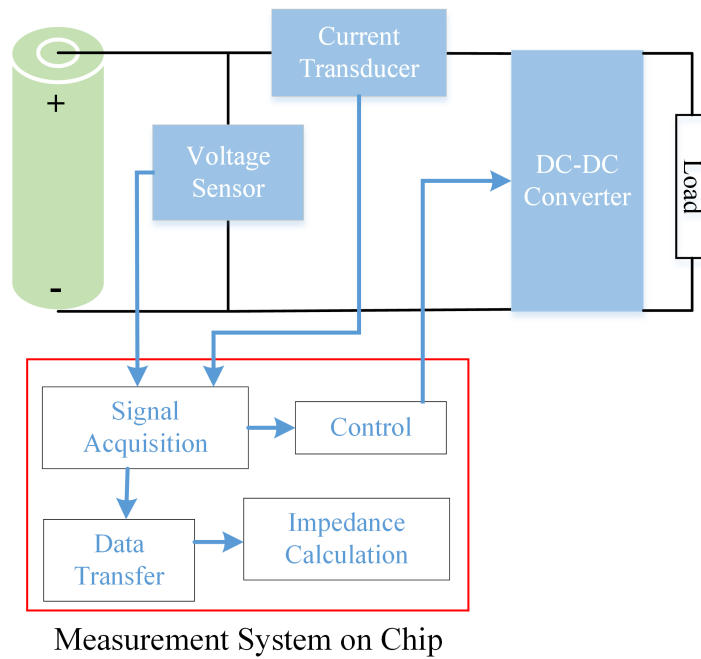 Current
Transducer
+
Voltage
Sensor
DC-DC
Converter
Load
-
Signal
Acquisition
Control
Data
Transfer
Impedance
Calculation
Measurement System on Chip